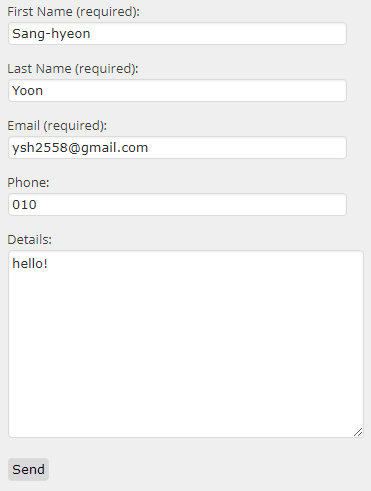 First Name (required):
Sang-hyeon
Last Name (required):
Yoon
Email (required):
ysh2558@gmail.com
Phone:
010
Details:
hello!
Send